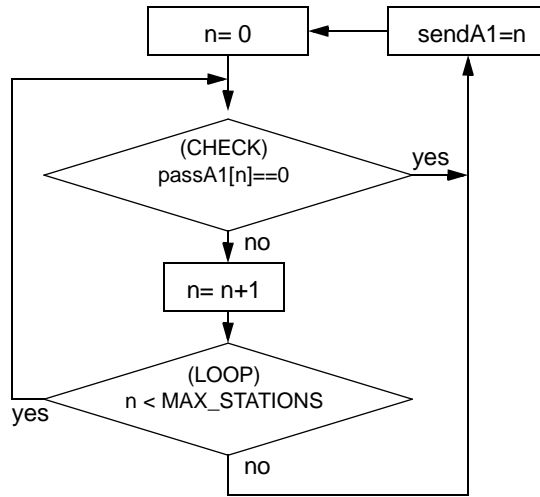 n= 0
sendA1=n
(CHECK)
passA1[n]==0
yes
no
n= n+1
(LOOP)
n < MAX_STATIONS
yes
no